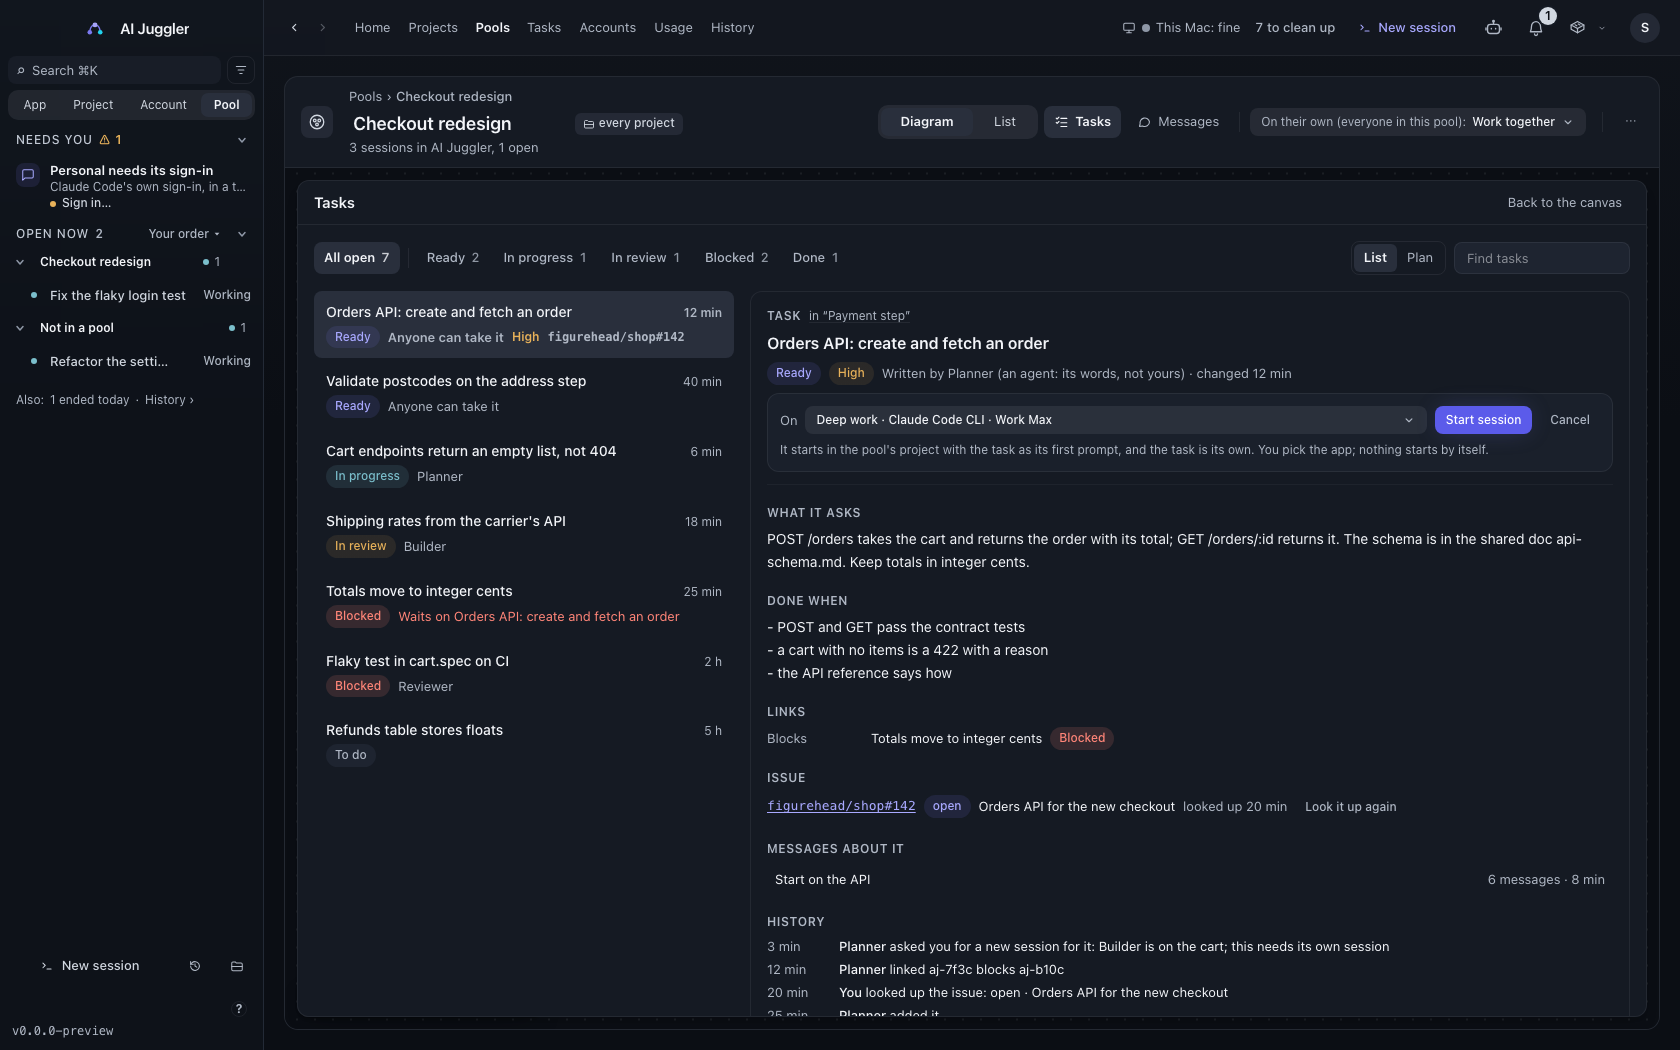 AI Juggler
Search ⌘K
App Project Account Pool
NEEDS YOU 1
Personal needs its sign-in
Claude Code's own sign-in, in a t...
Sign in...
OPEN NOW 2 Your order
Checkout redesign 1
Fix the flaky login test Working
Not in a pool 1
Refactor the setti... Working
Also: 1 ended today · History ›
New session
?
v0.0.0-preview
Home Projects Pools Tasks Accounts Usage History
This Mac: fine 7 to clean up New session 1 S
Pools › Checkout redesign
Checkout redesign every project
3 sessions in AI Juggler, 1 open
Diagram List Tasks Messages On their own (everyone in this pool): Work together ...
Tasks Back to the canvas
All open 7 Ready 2 In progress 1 In review 1 Blocked 2 Done 1 List Plan Find tasks
Orders API: create and fetch an order 12 min
Ready Anyone can take it High figurehead/shop#142
Validate postcodes on the address step 40 min
Ready Anyone can take it
Cart endpoints return an empty list, not 404 6 min
In progress Planner
Shipping rates from the carrier's API 18 min
In review Builder
Totals move to integer cents 25 min
Blocked Waits on Orders API: create and fetch an order
Flaky test in cart.spec on CI 2 h
Blocked Reviewer
Refunds table stores floats 5 h
To do
TASK in “Payment step”
Orders API: create and fetch an order
Ready High Written by Planner (an agent: its words, not yours) · changed 12 min
On Deep work · Claude Code CLI · Work Max Start session Cancel
It starts in the pool's project with the task as its first prompt, and the task is its own. You pick the app; nothing starts by itself.
WHAT IT ASKS
POST /orders takes the cart and returns the order with its total; GET /orders/:id returns it. The schema is in the shared doc api-
schema.md. Keep totals in integer cents.
DONE WHEN
- POST and GET pass the contract tests
- a cart with no items is a 422 with a reason
- the API reference says how
LINKS
Blocks Totals move to integer cents Blocked
ISSUE
figurehead/shop#142 open Orders API for the new checkout looked up 20 min Look it up again
MESSAGES ABOUT IT
Start on the API 6 messages · 8 min
HISTORY
3 min Planner asked you for a new session for it: Builder is on the cart; this needs its own session
12 min Planner linked aj-7f3c blocks aj-b10c
20 min You looked up the issue: open · Orders API for the new checkout
25 min Planner added it